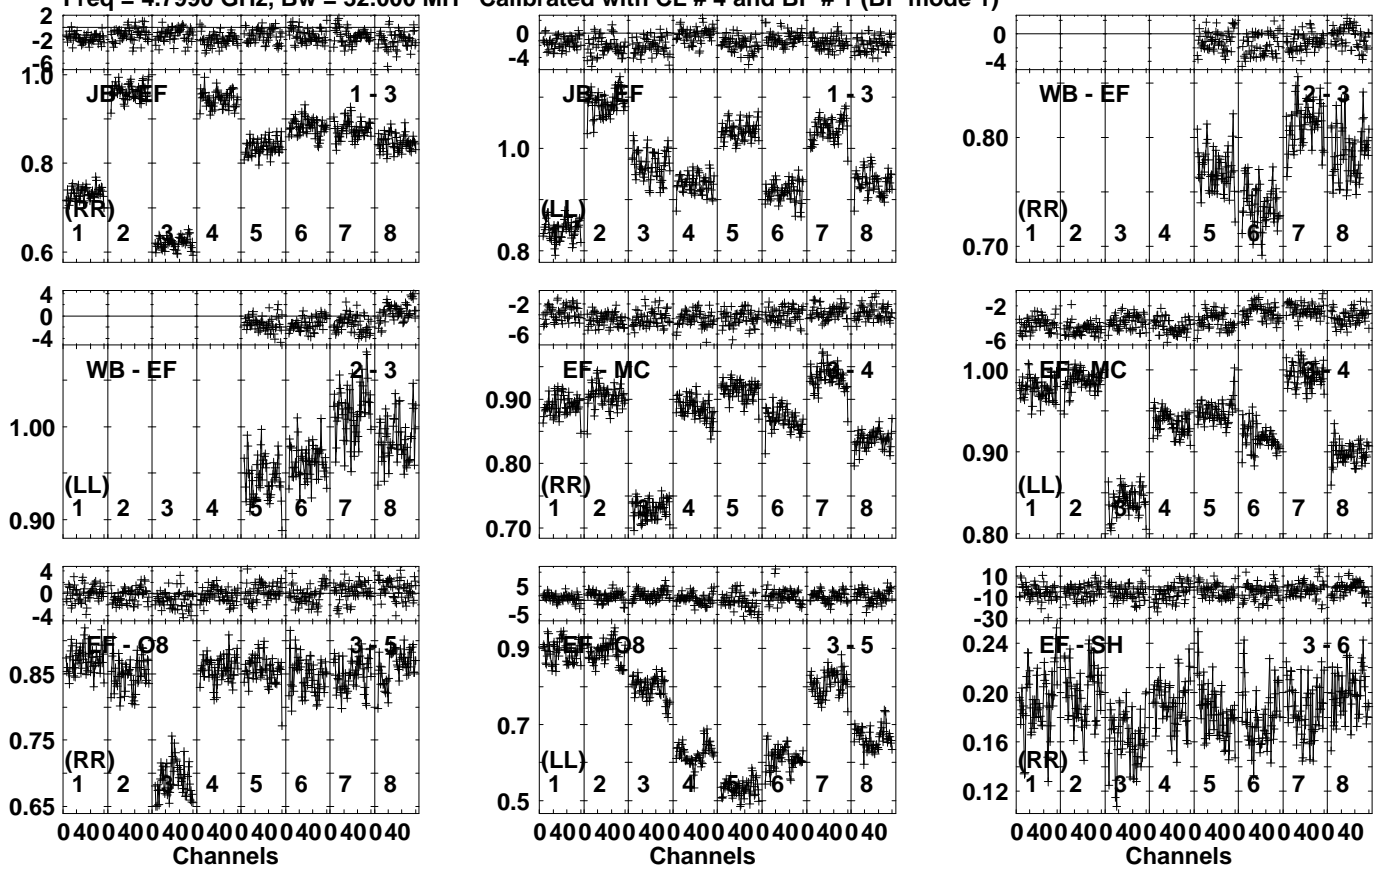 Freq = 4.7990 GHz, Bw = 32.000 MH Calibrated with CL # 4 and BP # 1 (BP mode 1)
2
-2
-6
0
-4
0
-4
1.0
0.8
0.6
JB - EF
1 - 3
(RR)
1 2 3 4 5 6 7 8
1.0
0.8
JB - EF
1 - 3
(LL)
1 2 3 4 5 6 7 8
0.80
0.70
WB - EF
2 - 3
(RR)
1 2 3 4 5 6 7 8
4
0
-4
-2
-6
-2
-6
1.00
0.90
WB - EF
2 - 3
(LL)
1 2 3 4 5 6 7 8
0.90
0.80
0.70
EF - MC
3 - 4
(RR)
1 2 3 4 5 6 7 8
1.00
0.90
0.80
EF - MC
3 - 4
(LL)
1 2 3 4 5 6 7 8
4
0
-4
5
-5
10
-10
-30
0.85
0.75
0.65
EF - O8
3 - 5
(RR)
1 2 3 4 5 6 7 8
0.9
0.7
0.5
EF - O8
3 - 5
(LL)
1 2 3 4 5 6 7 8
0.24
0.20
0.16
0.12
EF - SH
3 - 6
(RR)
1 2 3 4 5 6 7 8
0 40 0 40 0 40 0 40 0 40 0 40 0 40 0 40
Channels
0 40 0 40 0 40 0 40 0 40 0 40 0 40 0 40
Channels
0 40 0 40 0 40 0 40 0 40 0 40 0 40 0 40
Channels